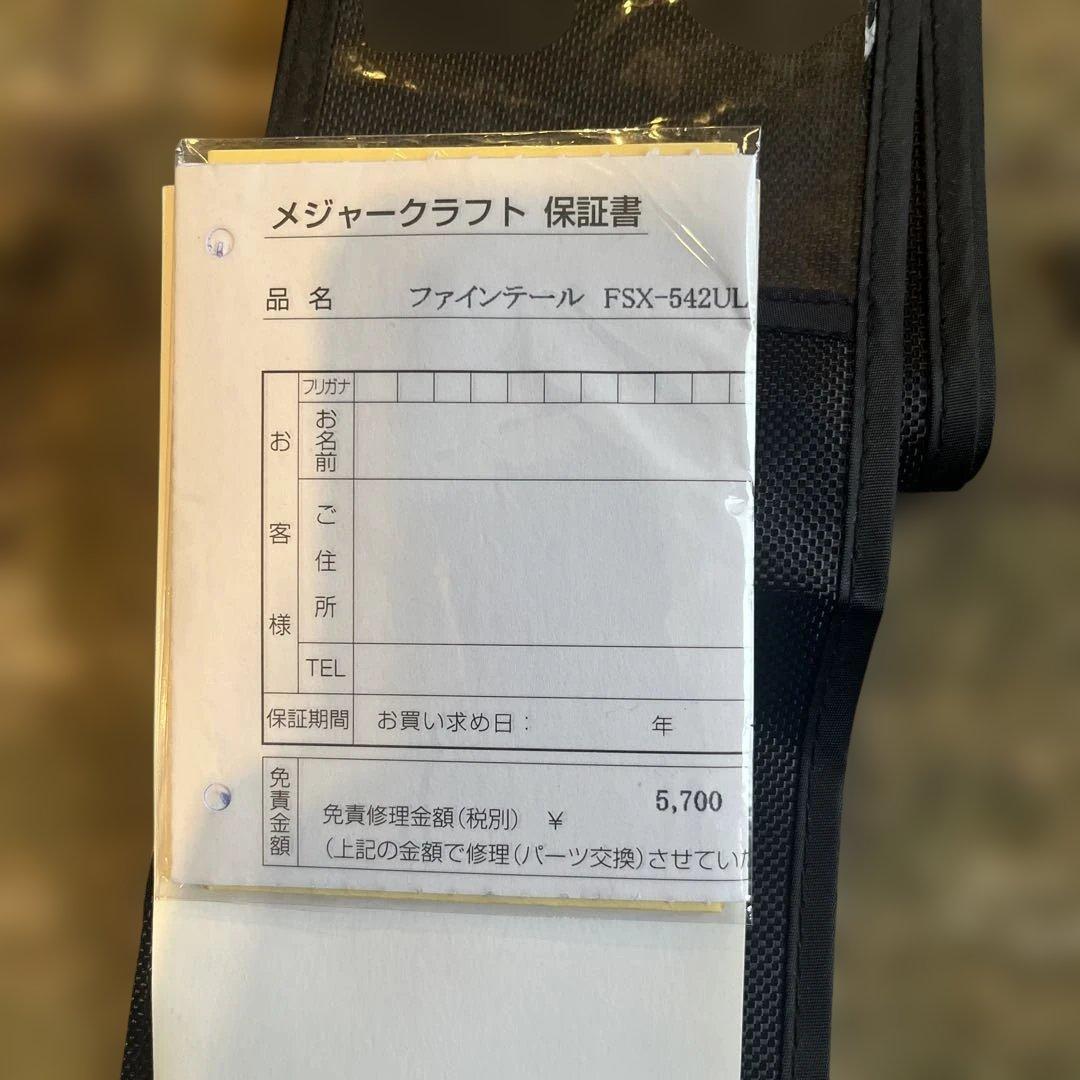 メジャークラフト 保証書
品 名 ファインテール FSX-542UL
お客様
フリガナ
お名前
ご住所
TEL
保証期間 お買い求め日： 年
免責金額
免責修理金額（税別） ¥ 5,700
（上記の金額で修理（パーツ交換）させてい